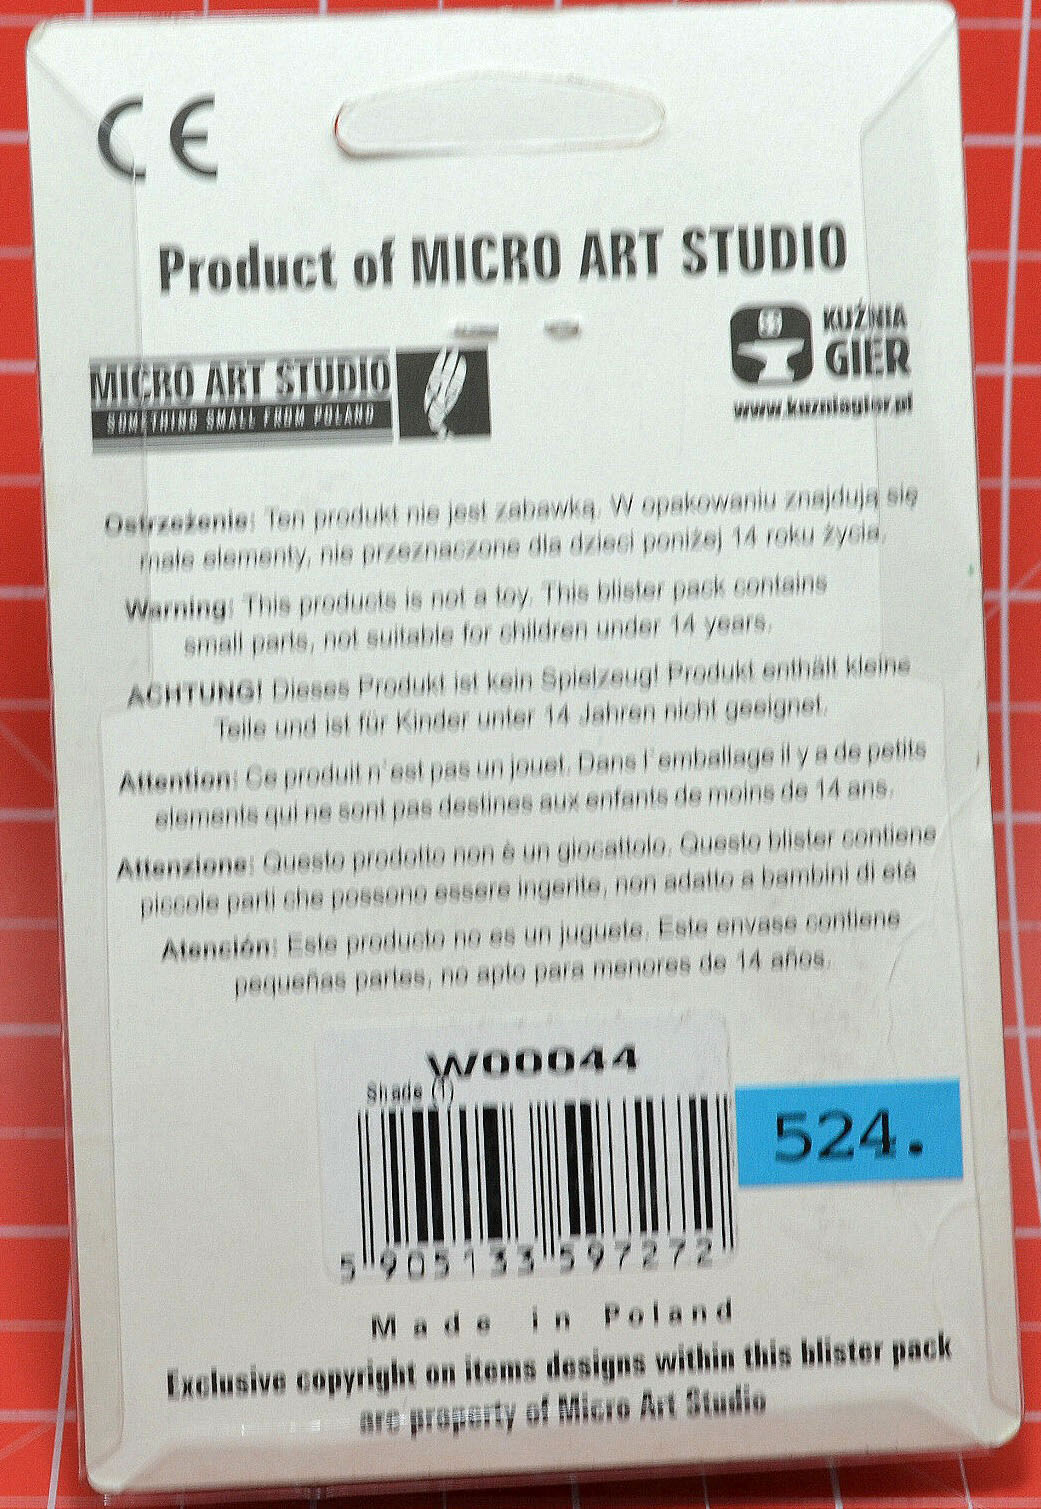 CE
Product of MICRO ART STUDIO
MICRO ART STUDIO
SOMETHING SMALL FROM POLAND
KUŹNIA
GIER
www.kuzniagier.pl
Ostrzeżenie: Ten produkt nie jest zabawką. W opakowaniu znajdują się
małe elementy, nie przeznaczone dla dzieci poniżej 14 roku życia.
Warning: This products is not a toy. This blister pack contains
small parts, not suitable for children under 14 years.
ACHTUNG! Dieses Produkt ist kein Spielzeug! Produkt enthält kleine
Teile und ist für Kinder unter 14 Jahren nicht geeignet.
Attention: Ce produit n'est pas un jouet. Dans l'emballage il y a de petits
elements qui ne sont pas destines aux enfants de moins de 14 ans.
Attenzione: Questo prodotto non è un giocattolo. Questo blister contiene
piccole parti che possono essere ingerite, non adatto a bambini di età
Atención: Este producto no es un juguete. Este envase contiene
pequeñas partes, no apto para menores de 14 años.
W00044
Shade (1)
5 905133 597272
524.
Made in Poland
Exclusive copyright on items designs within this blister pack
are property of Micro Art Studio